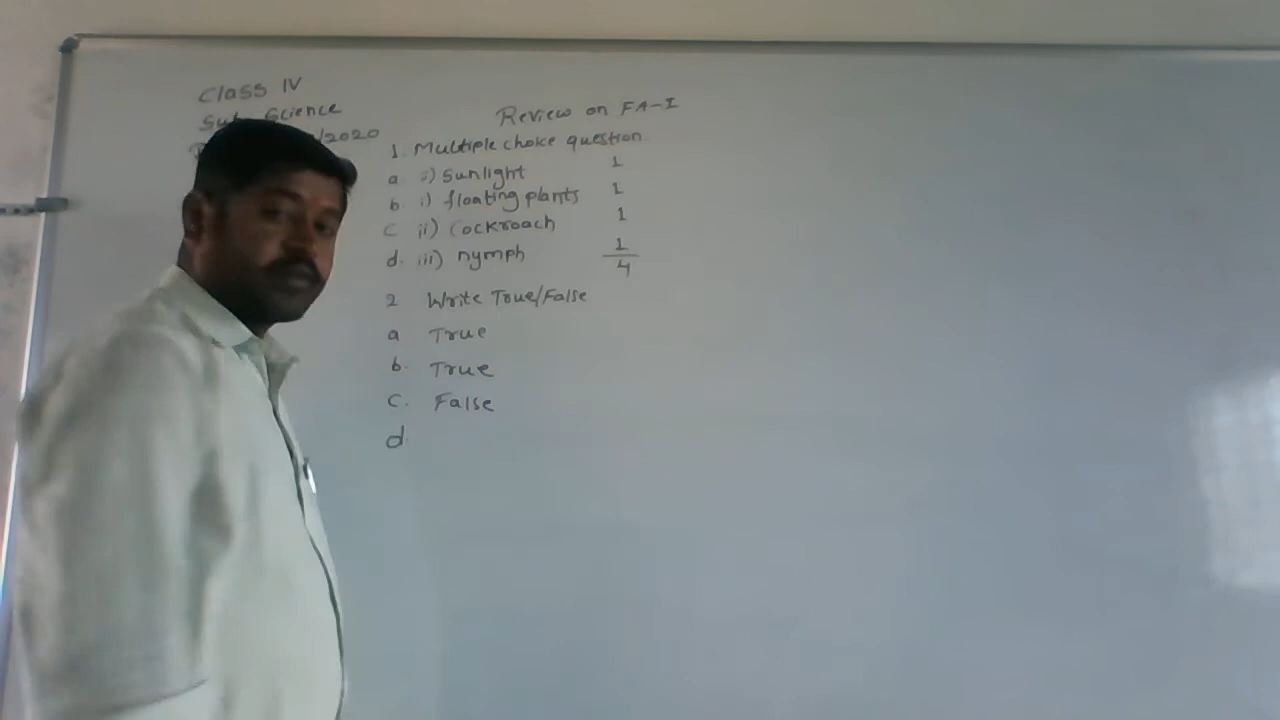 Class IV
Sub Science
/2020
Review on FA-I
1. Multiple choice question
a ii) Sunlight 1
b i) floating plants 1
C ii) Cockroach 1
d. iii) nymph 1
4
2 Write True/False
a True
b. True
C. False
d.